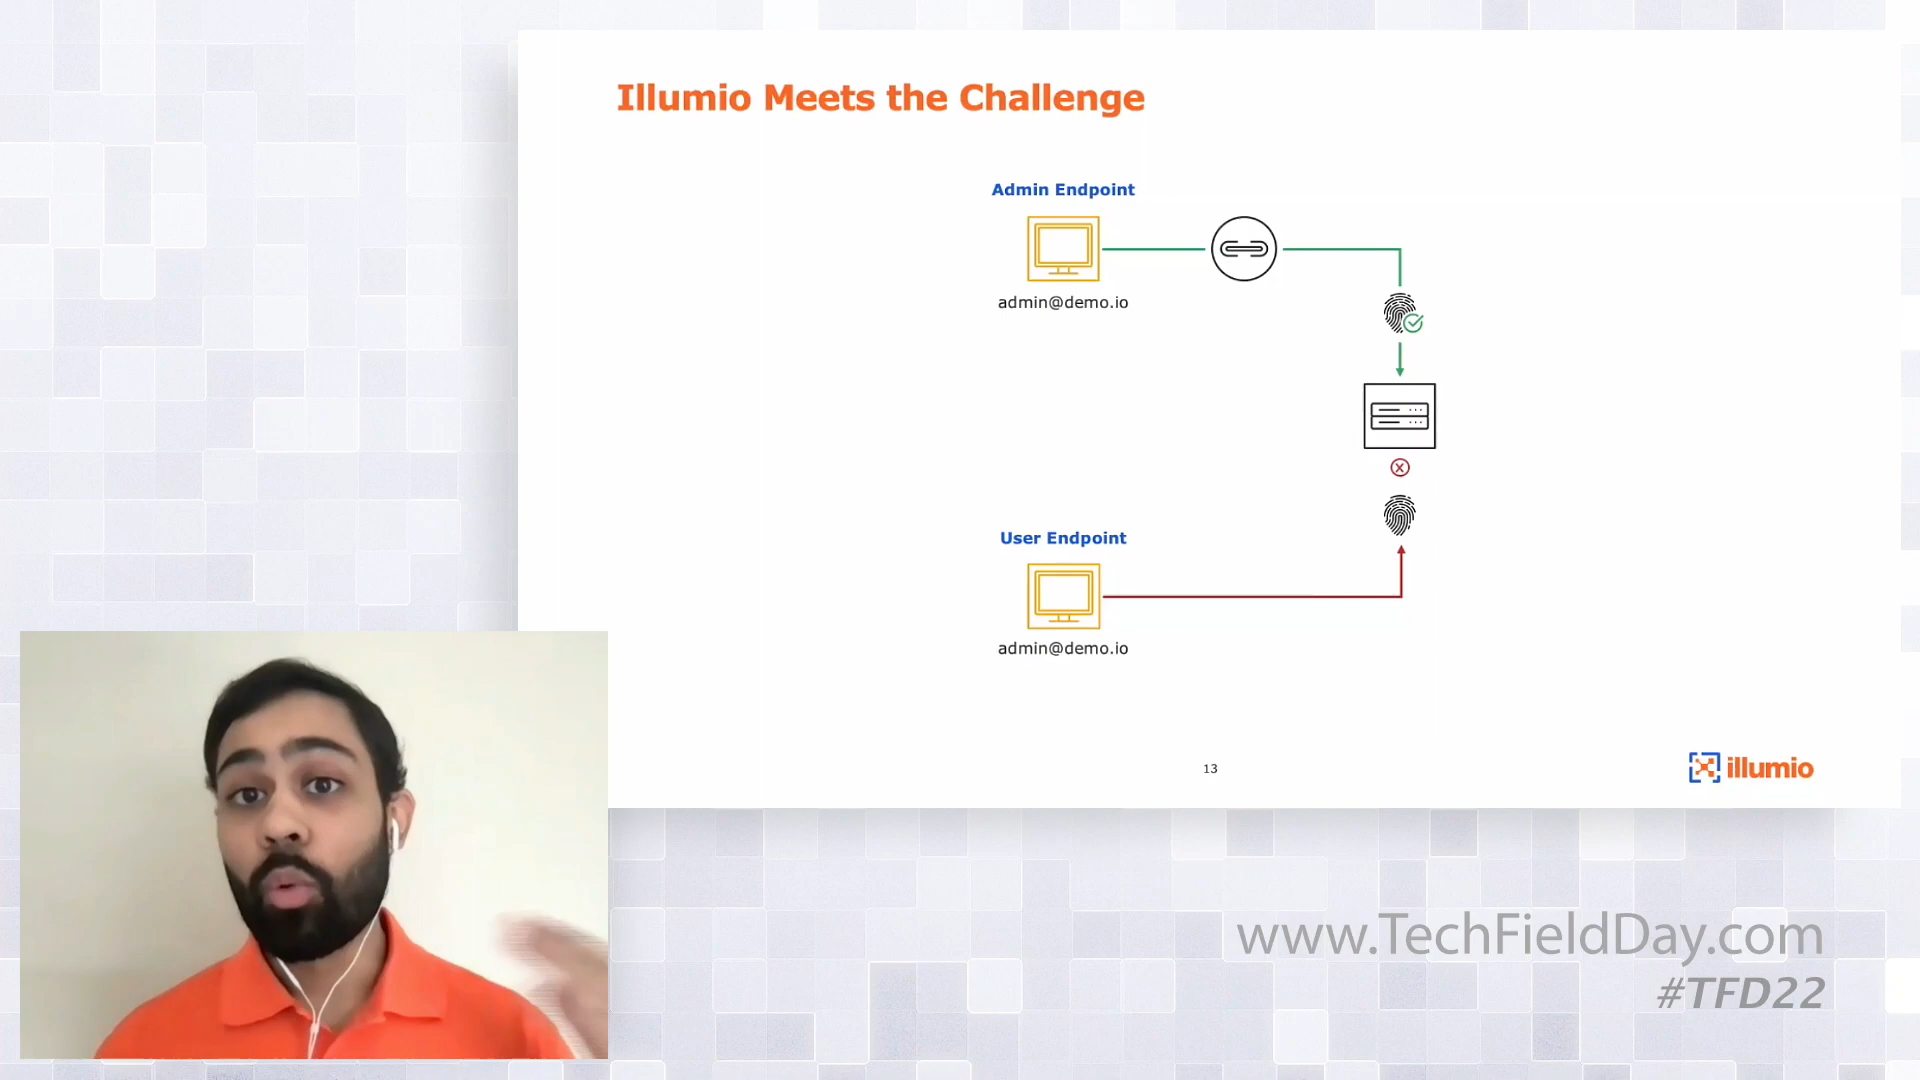 Illumio Meets the Challenge
Admin Endpoint
admin@demo.io
User Endpoint
admin@demo.io
13
illumio
www.TechFieldDay.com
#TFD22